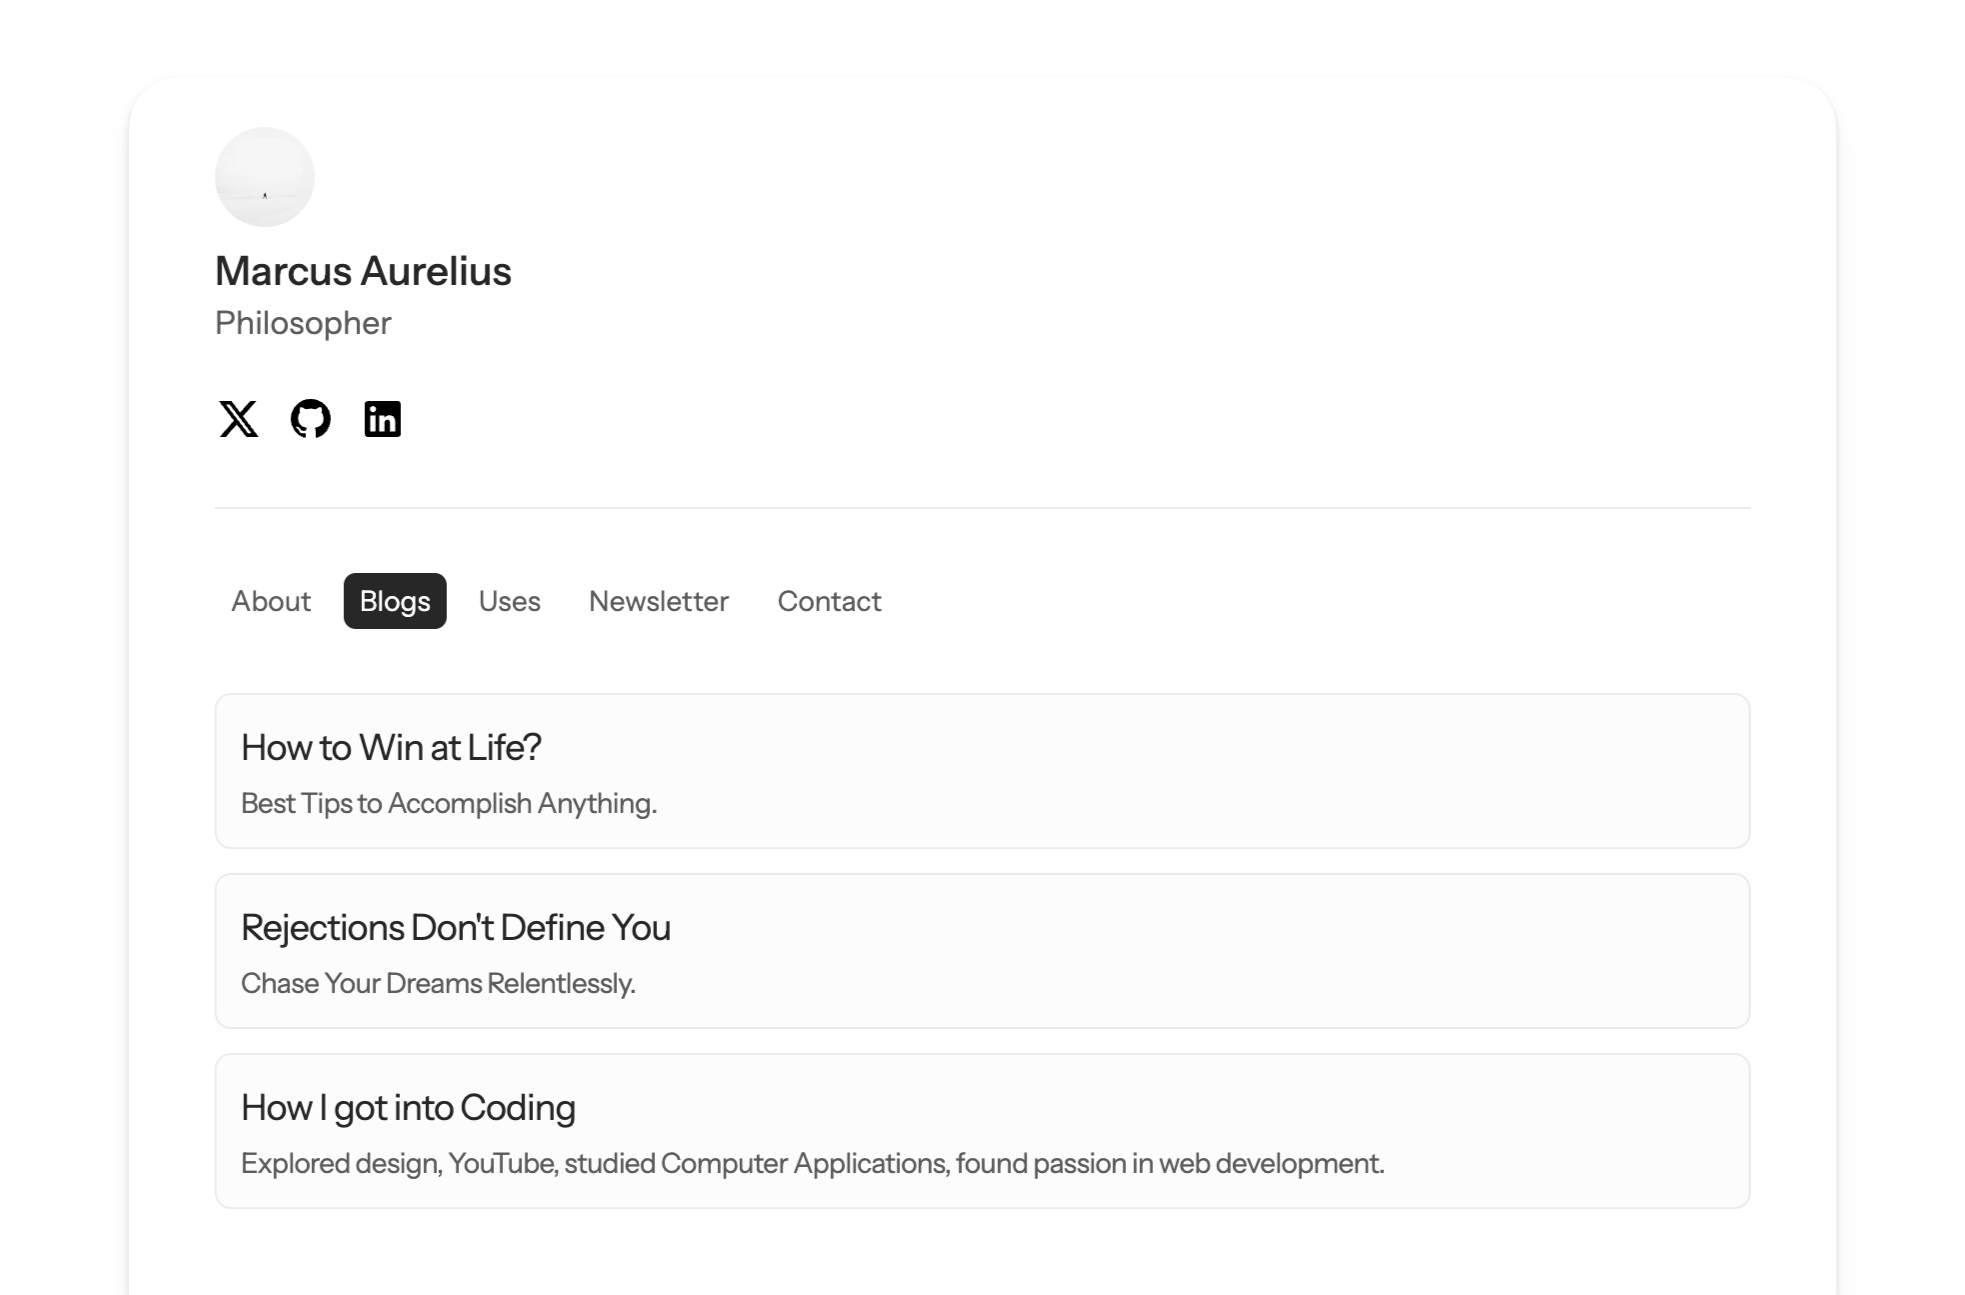 Marcus Aurelius
Philosopher
About Blogs Uses Newsletter Contact
How to Win at Life?
Best Tips to Accomplish Anything.
Rejections Don't Define You
Chase Your Dreams Relentlessly.
How I got into Coding
Explored design, YouTube, studied Computer Applications, found passion in web development.